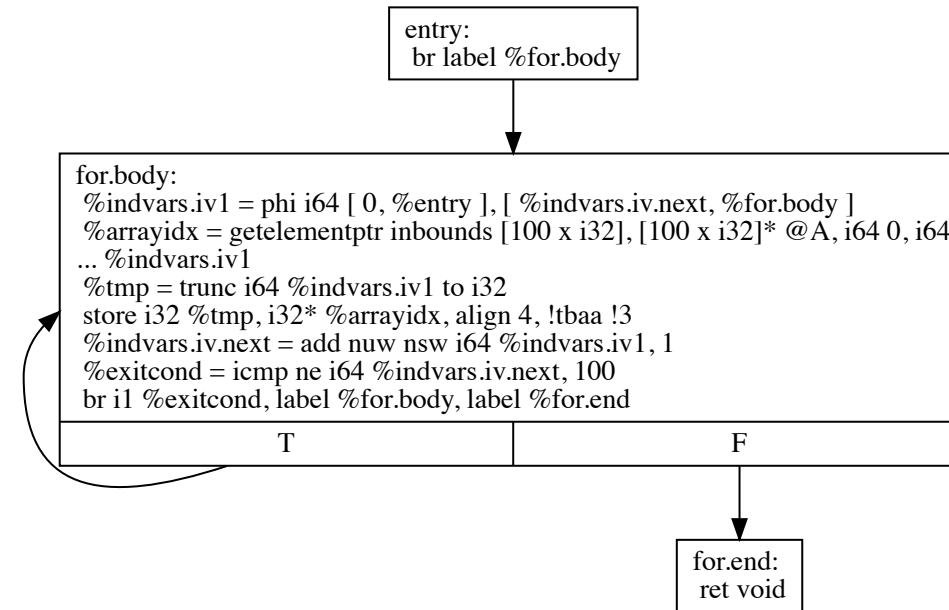 entry:
br label %for.body
for.body:
%indvars.iv1 = phi i64 [ 0, %entry ], [ %indvars.iv.next, %for.body ]
%arrayidx = getelementptr inbounds [100 x i32], [100 x i32]* @A, i64 0, i64
... %indvars.iv1
%tmp = trunc i64 %indvars.iv1 to i32
store i32 %tmp, i32* %arrayidx, align 4, !tbaa !3
%indvars.iv.next = add nuw nsw i64 %indvars.iv1, 1
%exitcond = icmp ne i64 %indvars.iv.next, 100
br i1 %exitcond, label %for.body, label %for.end
T F
for.end:
ret void